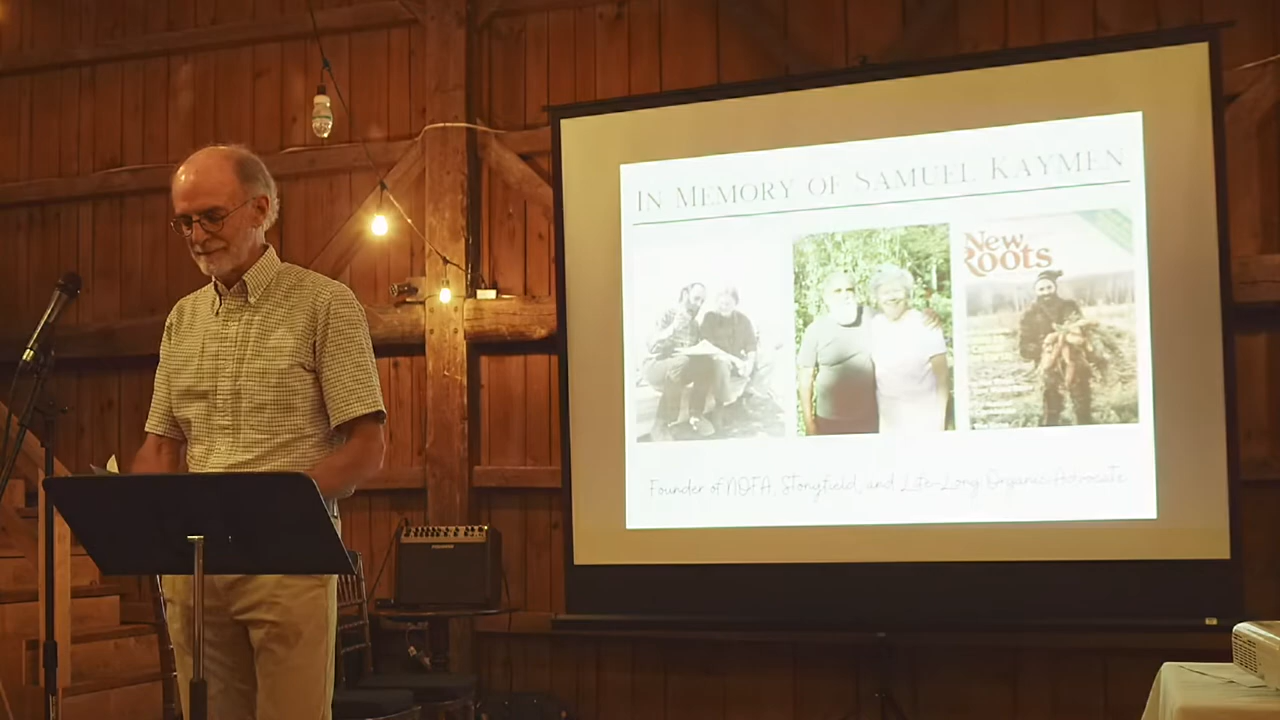 In Memory of Samuel Kaymen
New
Roots
Founder of NOFA, Stonyfield, and Life-Long Organic Advocate